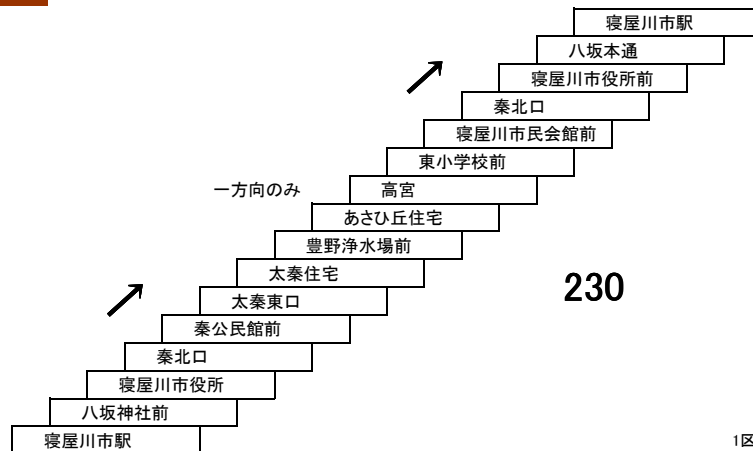 寝屋川市駅
八坂本通
寝屋川市役所前
秦北口
寝屋川市民会館前
東小学校前
一方向のみ
高宮
あさひ丘住宅
豊野浄水場前
太秦住宅
230
太秦東口
秦公民館前
秦北口
寝屋川市役所
八坂神社前
寝屋川市駅
1区